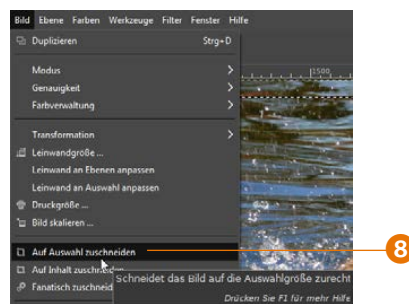 Bild Ebene Farben Werkzeuge Filter Fenster Hilfe
Duplizieren Strg+D
Modus
Genauigkeit
Farbverwaltung
Transformation
Leinwandgröße ...
Leinwand an Ebenen anpassen
Leinwand an Auswahl anpassen
Druckgröße ...
Bild skalieren ...
Auf Auswahl zuschneiden
Auf Inhalt zuschneiden
Fanatisch zuschneid
Schneidet das Bild auf die Auswahlgröße zurecht
Drücken Sie F1 für mehr Hilfe
1500
8